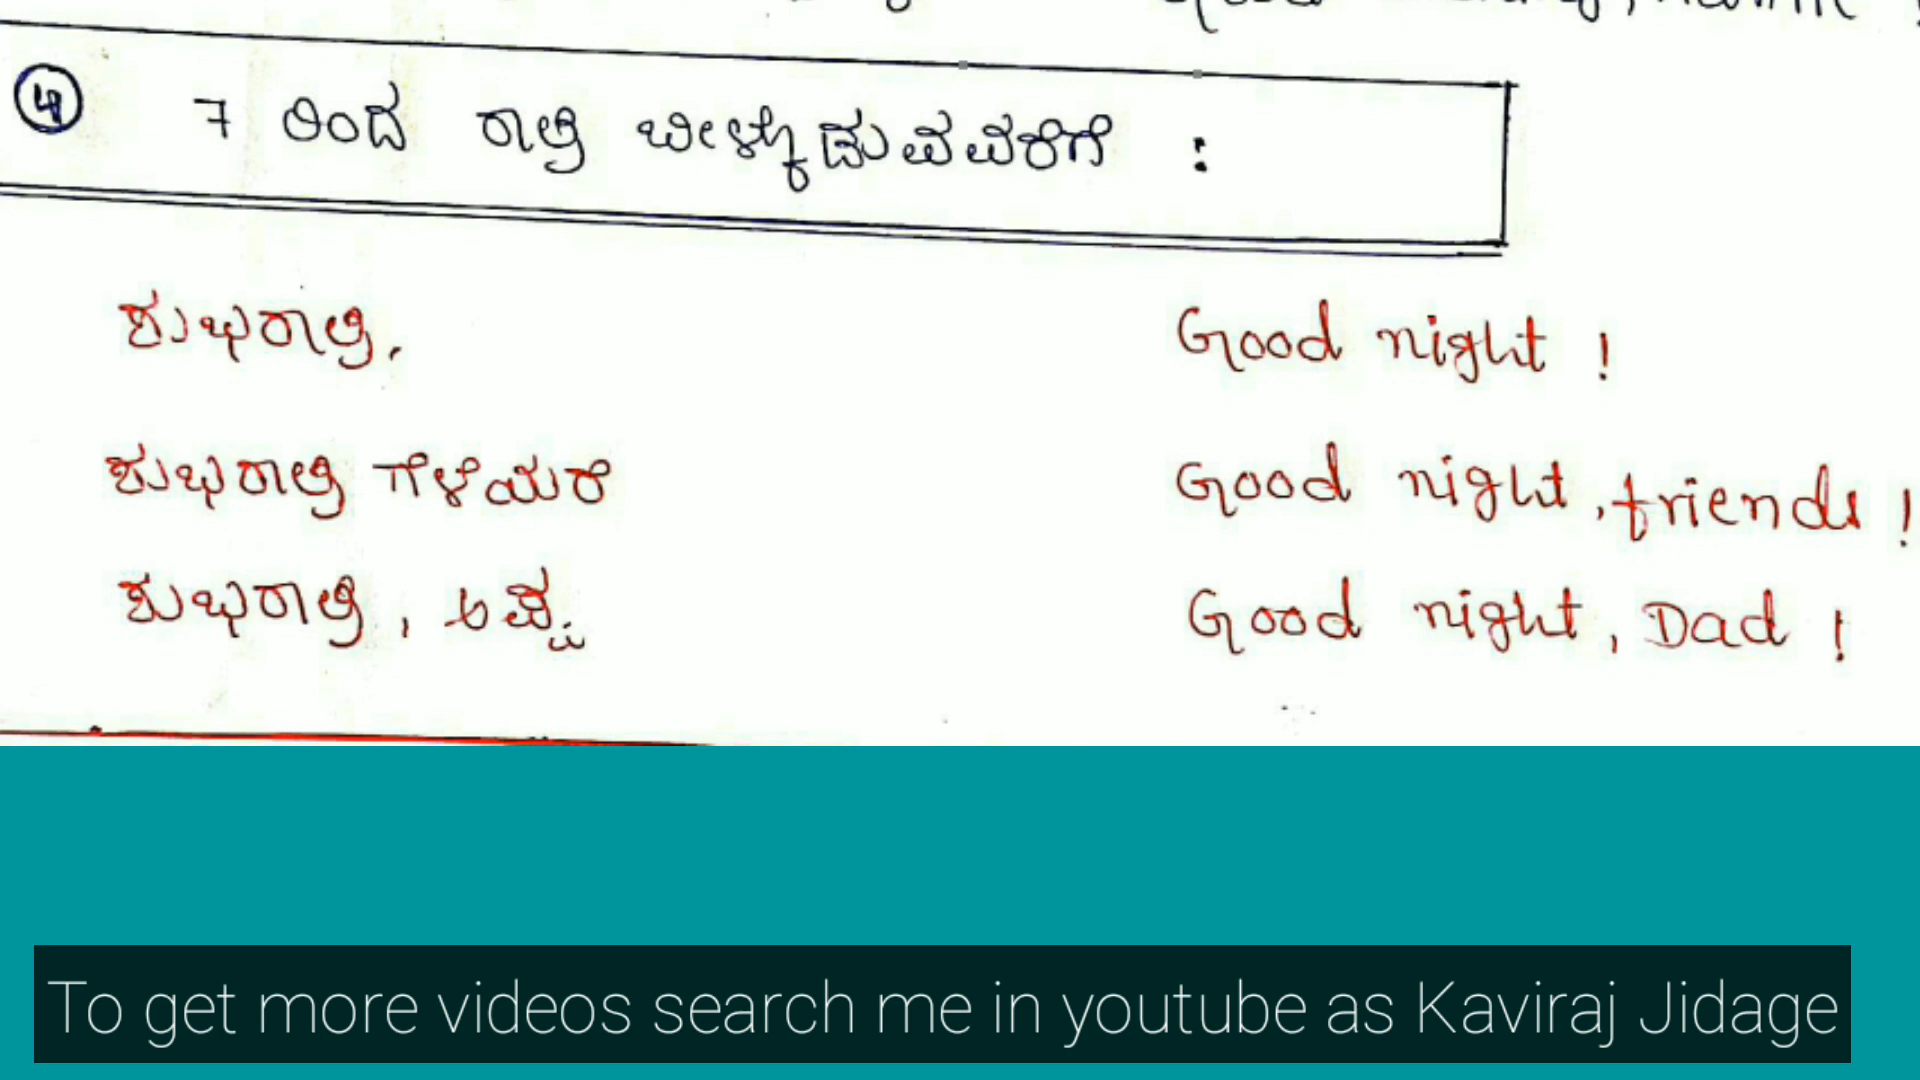 ④ 7 ರಿಂದ ರಾತ್ರಿ ಬೀಳ್ಕೊಡುವವರೆಗೆ :
ಶುಭರಾತ್ರಿ. Good night !
ಶುಭರಾತ್ರಿ ಗೆಳೆಯರೆ Good night, friends !
ಶುಭರಾತ್ರಿ, ಅಪ್ಪ Good night, Dad !
To get more videos search me in youtube as Kaviraj Jidage